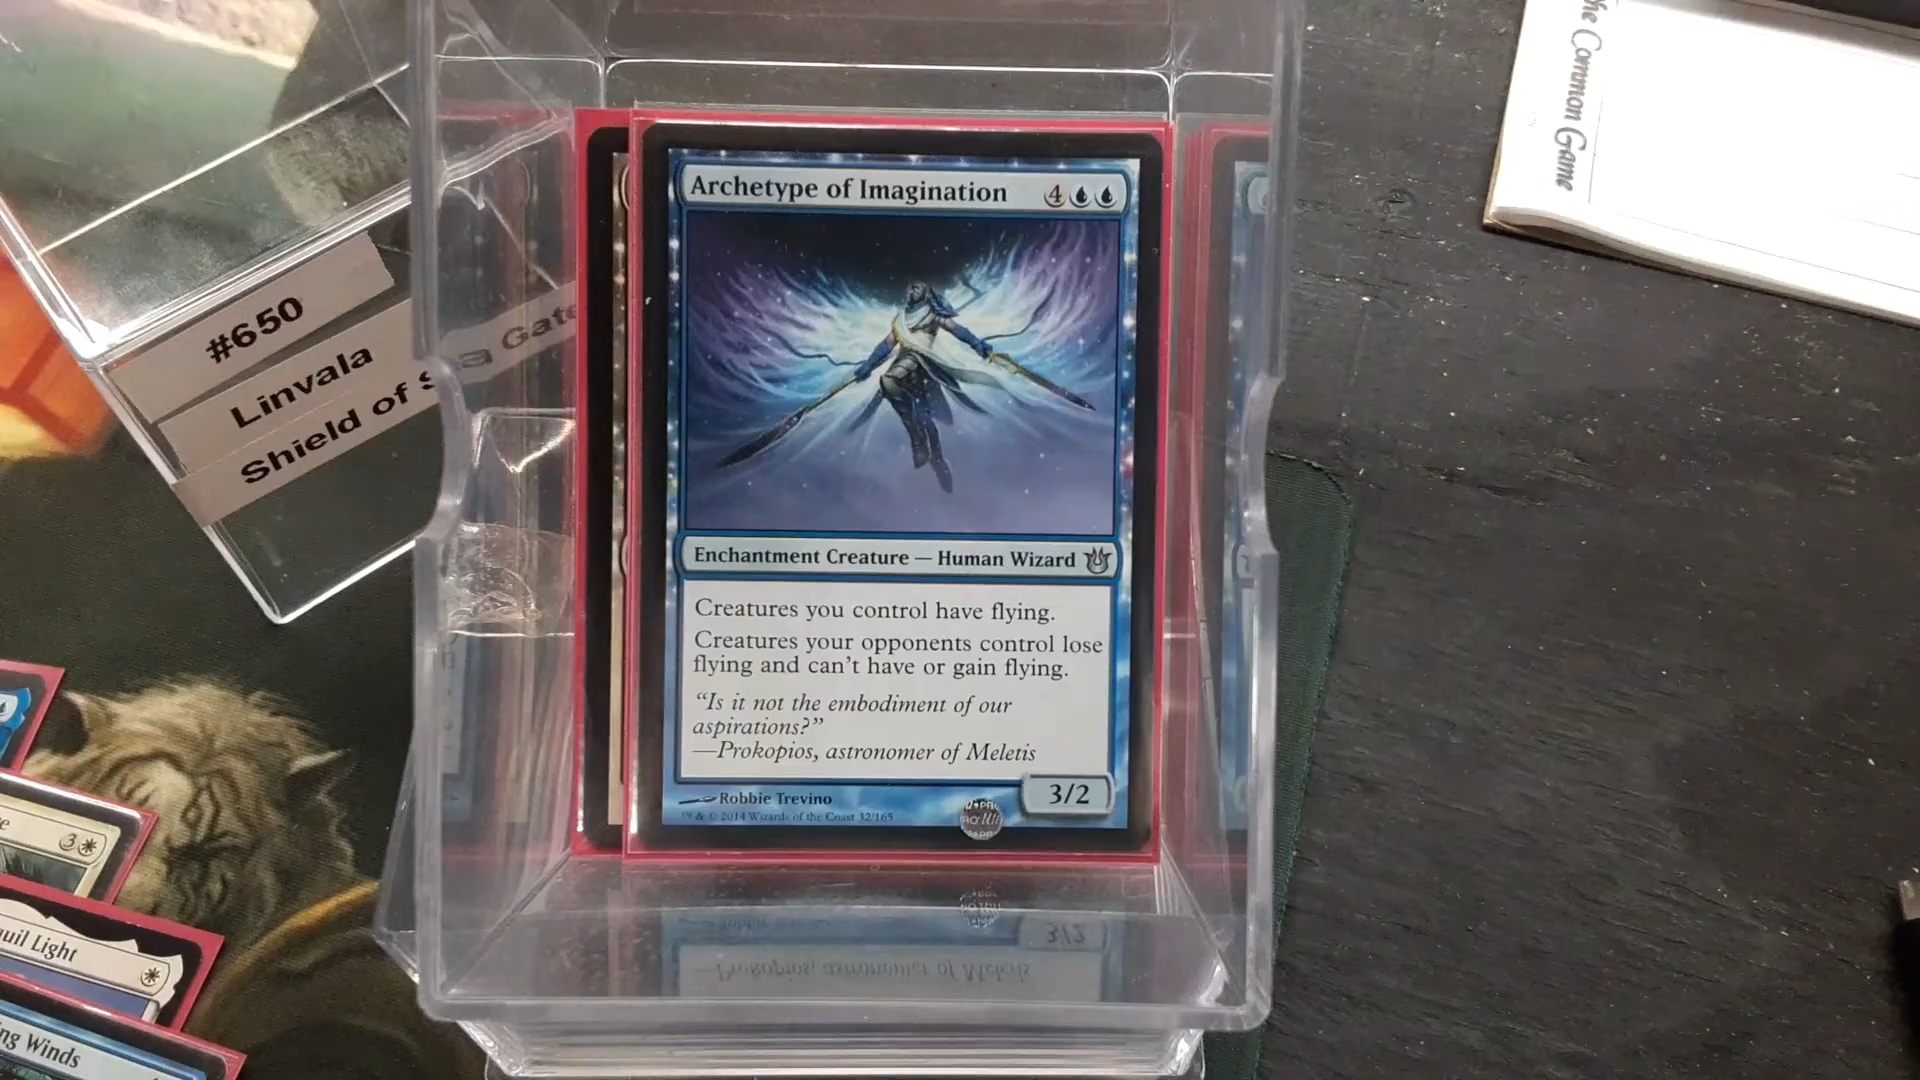 The Common Game
#650
Linvala
Shield of Sea Gate
Archetype of Imagination 4
Enchantment Creature — Human Wizard
Creatures you control have flying.
Creatures your opponents control lose
flying and can't have or gain flying.
“Is it not the embodiment of our
aspirations?”
—Prokopios, astronomer of Meletis
3/2
Robbie Trevino
™ & © 2014 Wizards of the Coast 32/165
3
Light
Winds